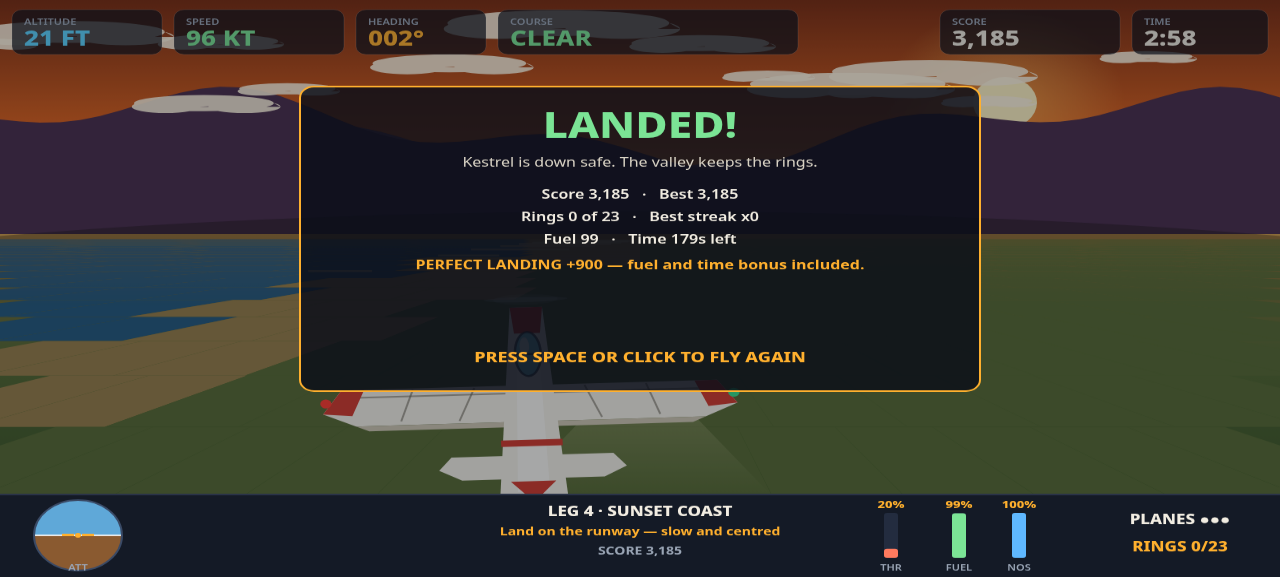 ALTITUDE
21 FT
SPEED
96 KT
HEADING
002°
COURSE
CLEAR
SCORE
3,185
TIME
2:58
LANDED!
Kestrel is down safe. The valley keeps the rings.
Score 3,185 · Best 3,185
Rings 0 of 23 · Best streak x0
Fuel 99 · Time 179s left
PERFECT LANDING +900 — fuel and time bonus included.
PRESS SPACE OR CLICK TO FLY AGAIN
ATT
LEG 4 · SUNSET COAST
Land on the runway — slow and centred
SCORE 3,185
20%
THR
99%
FUEL
100%
NOS
PLANES ●●●
RINGS 0/23